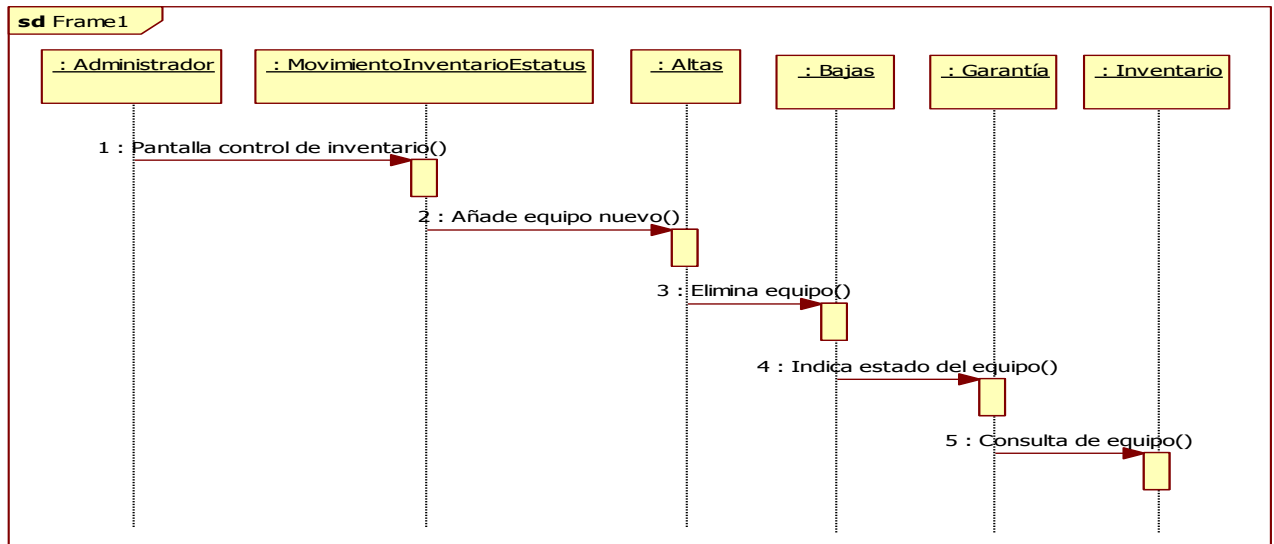 sd Frame1
: Administrador
: MovimientoInventarioEstatus
: Altas
: Bajas
: Garantía
: Inventario
1 : Pantalla control de inventario()
2 : Añade equipo nuevo()
3 : Elimina equipo()
4 : Indica estado del equipo()
5 : Consulta de equipo()